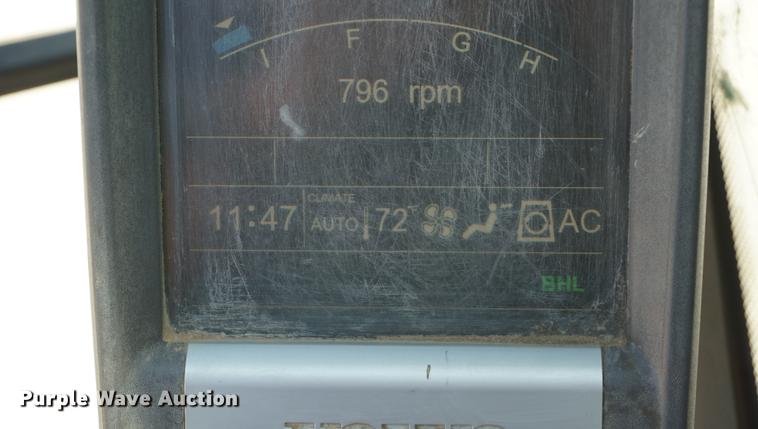 I F G H
796 rpm
CLIMATE
11:47 AUTO 72° AC
BHL
Purple Wave Auction